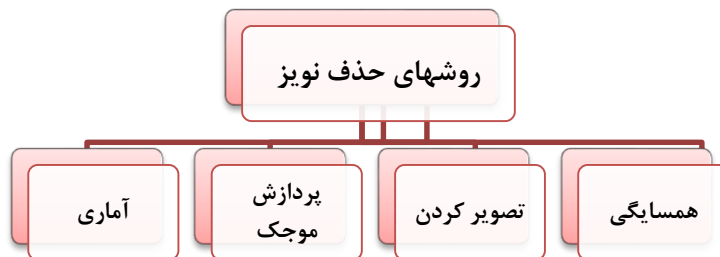 روشهای حذف نویز
همسایگی
تصویر کردن
پردازش
موجک
آماری